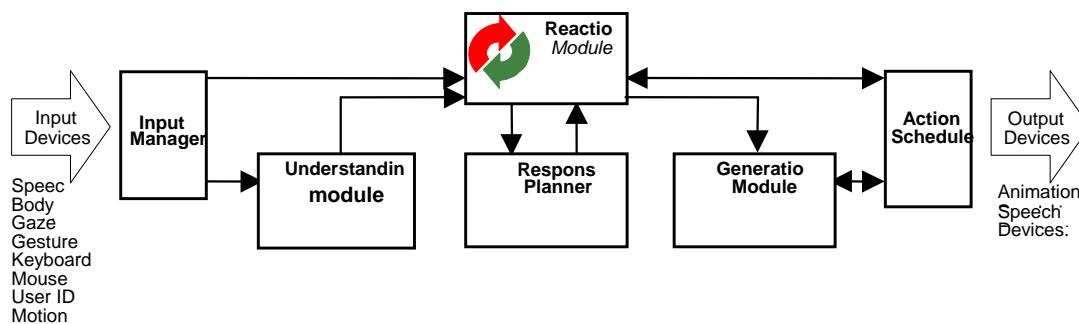 Input
Devices
Speec
Body
Gaze
Gesture
Keyboard
Mouse
User ID
Motion
Input
Manager
Understandin
module
Reactio
Module
Respons
Planner
Generatio
Module
Action
Schedule
Output
Devices
Animation
Speech
Devices: